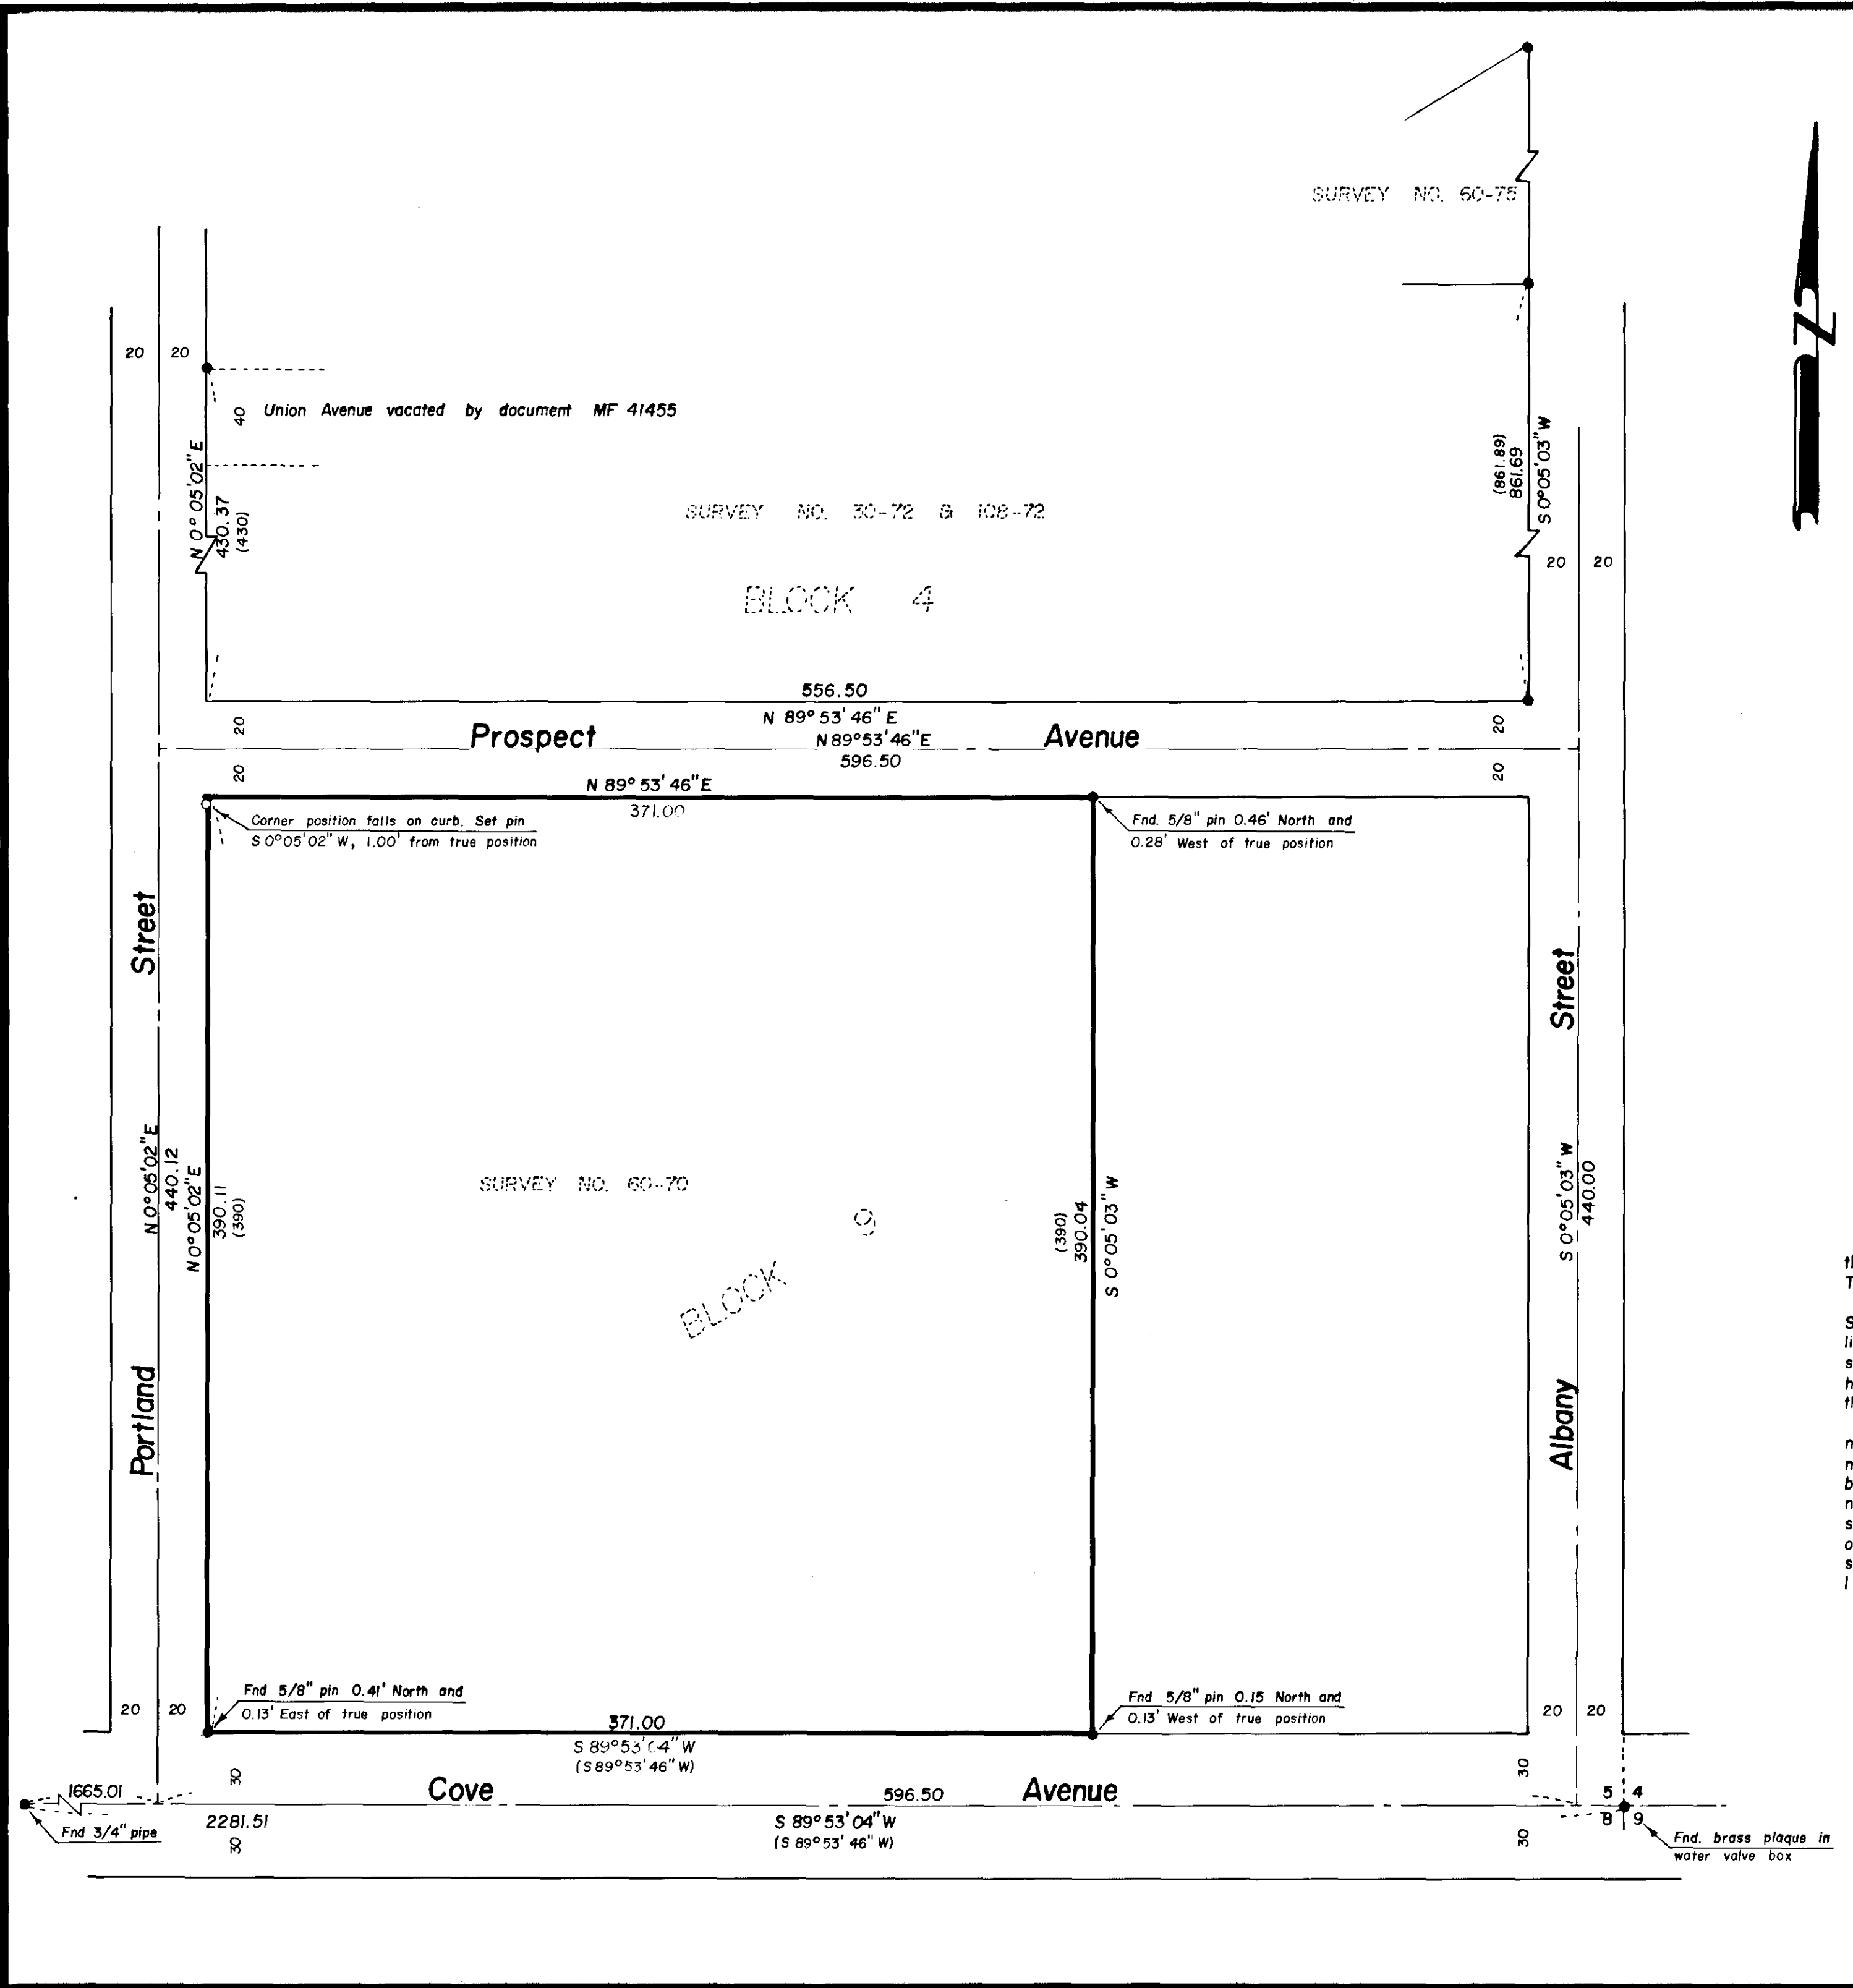 SURVEY NO. 60-75
20 20
40 Union Avenue vacated by document MF 41455
N 0° 05' 02" E
430.37
(430)
(861.89)
861.69
S 0°05'03" W
SURVEY NO. 30-72 & 108-72
20 20
BLOCK 4
556.50
N 89° 53' 46" E
20
20
Prospect Avenue
N 89°53'46" E
596.50
20
20
N 89° 53' 46" E
371.00
Corner position falls on curb. Set pin
S 0°05'02" W, 1.00' from true position
Fnd. 5/8" pin 0.46' North and
0.28' West of true position
Portland Street
Albany Street
N 0°05'02" E
440.12
N 0°05'02" E
390.11
(390)
SURVEY NO. 60-70
BLOCK 9
(390)
390.04
S 0°05'03" W
S 0°05'03" W
440.00
Fnd 5/8" pin 0.41' North and
0.13' East of true position
Fnd 5/8" pin 0.15 North and
0.13' West of true position
20 20
20 20
371.00
S 89°53'04" W
(S 89°53'46" W)
30
30
1665.01
Cove Avenue
596.50
2281.51
S 89° 53' 04" W
(S 89° 53' 46" W)
Fnd 3/4" pipe
30
30
5 4
8 9
Fnd. brass plaque in
water valve box
N